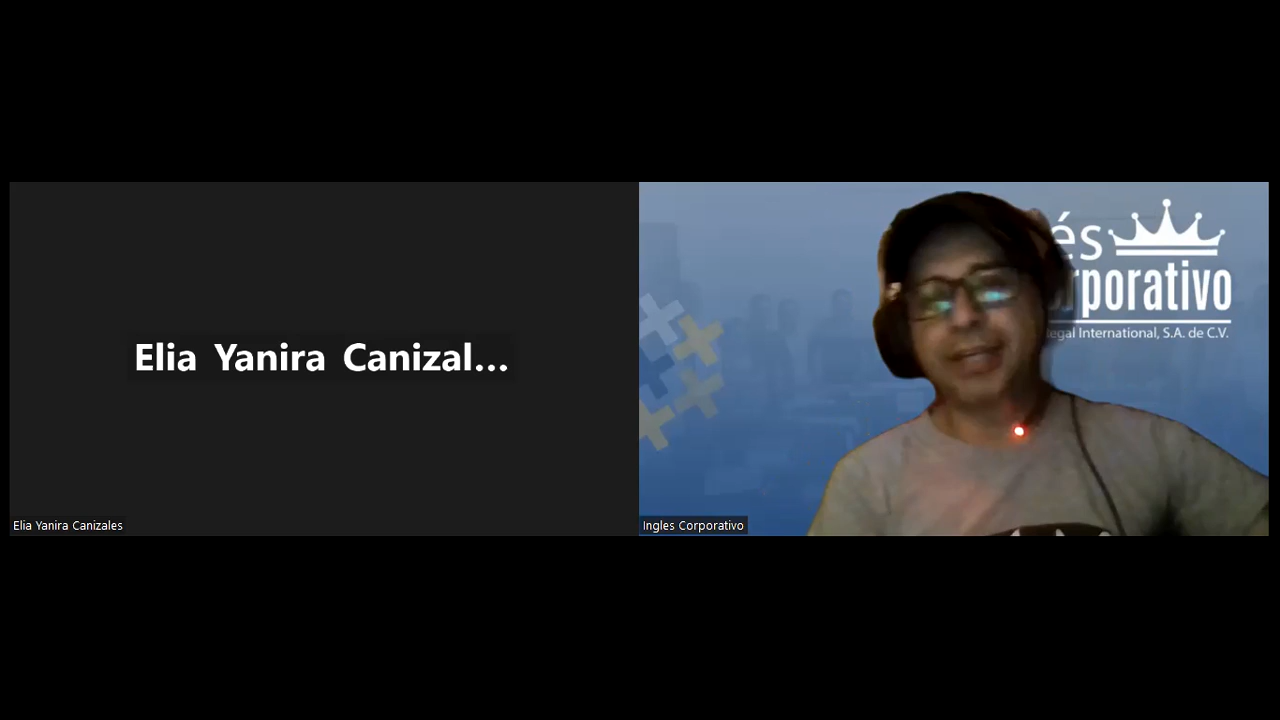 Elia Yanira Canizal...
Elia Yanira Canizales
és
rporativo
egal International, S.A. de C.V.
Ingles Corporativo